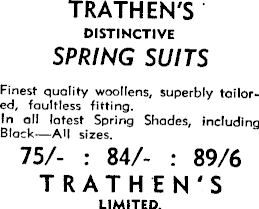 TRATHEN'S
DISTINCTIVE
SPRING SUITS
Finest quality woollens, superbly tailor-
ed, faultless fitting.
In all latest Spring Shades, including
Black—All sizes.
75/- : 84/- : 89/6
TRATHEN'S
LIMITED.